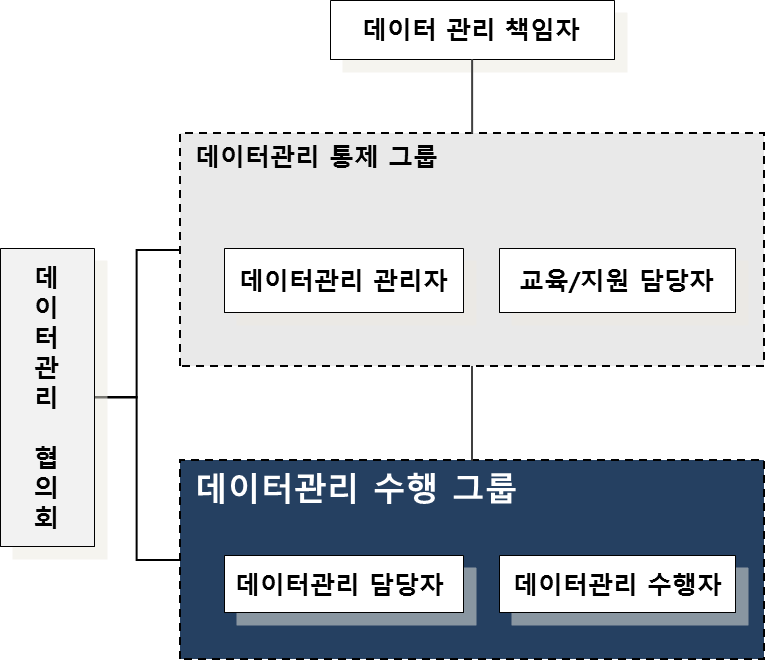 데이터 관리 책임자
데이터관리 통제 그룹
데이터관리 관리자
교육/지원 담당자
데이터관리 협의회
데이터관리 수행 그룹
데이터관리 담당자
데이터관리 수행자